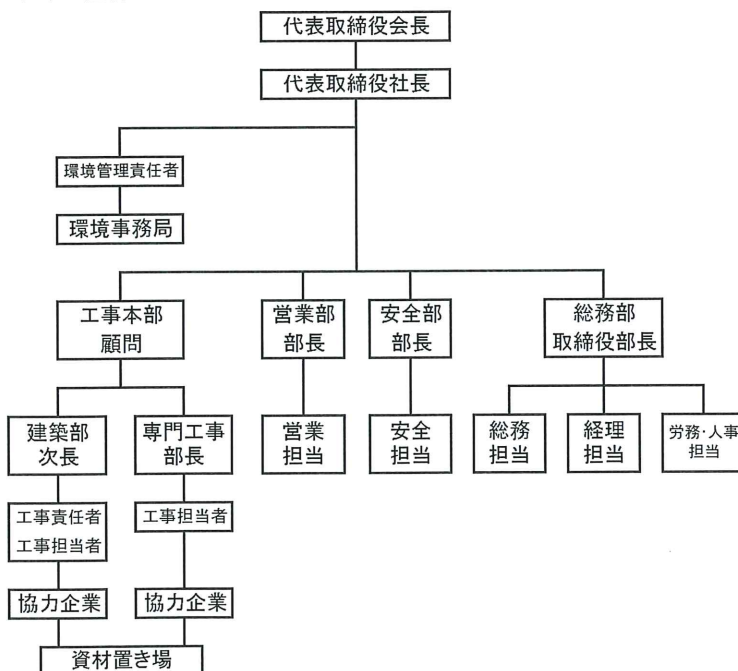 代表取締役会長
代表取締役社長
環境管理責任者
環境事務局
工事本部
顧問
営業部
部長
安全部
部長
総務部
取締役部長
建築部
次長
専門工事
部長
営業
担当
安全
担当
総務
担当
経理
担当
労務・人事
担当
工事責任者
工事担当者
工事担当者
協力企業
協力企業
資材置き場